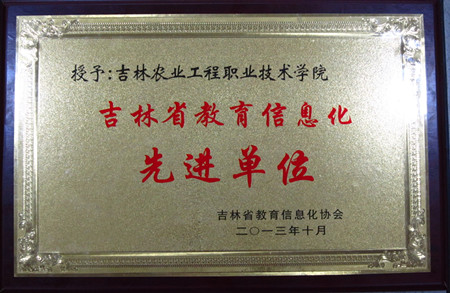 授予:吉林农业工程职业技术学院
吉林省教育信息化
先进单位
吉林省教育信息化协会
二〇一三年十月